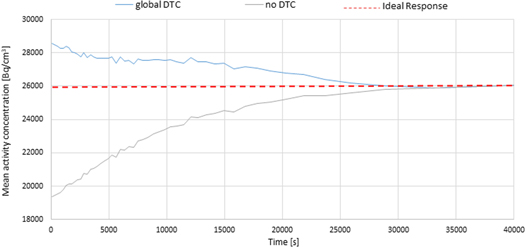 global DTC no DTC Ideal Response
Mean activity concentration [Bq/cm³]
30000
28000
26000
24000
22000
20000
18000
0 5000 10000 15000 20000 25000 30000 35000 40000
Time [s]